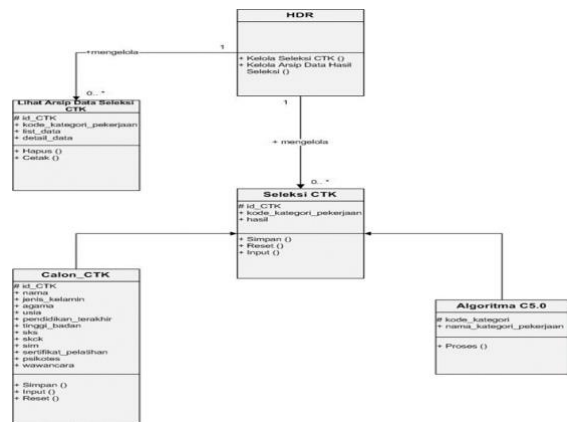 HDR
+ Kelola Seleksi CTK ()
+ Kelola Arsip Data Hasil
Seleksi ()
1
+mengelola
0.. *
Lihat Arsip Data Seleksi
CTK
# id_CTK
+ kode_kategori_pekerjaan
+ list_data
+ detail_data
+ Hapus ()
+ Cetak ()
1
+ mengelola
0.. *
Seleksi CTK
# id_CTK
+ kode_kategori_pekerjaan
+ hasil
+ Simpan ()
+ Reset ()
+ Input ()
Calon_CTK
# id_CTK
+ nama
+ jenis_kelamin
+ agama
+ usia
+ pendidikan_terakhir
+ tinggi_badan
+ sks
+ skck
+ sim
+ sertifikat_pelatihan
+ psikotes
+ wawancara
+ Simpan ()
+ Input ()
+ Reset ()
Algoritma C5.0
# kode_kategori
+ nama_kategori_pekerjaan
+ Proses ()